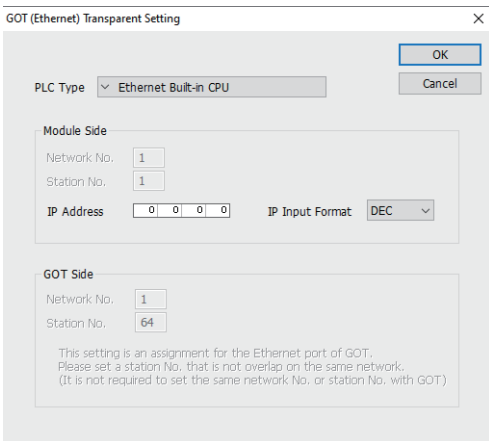 GOT (Ethernet) Transparent Setting
OK
PLC Type Ethernet Built-in CPU Cancel
Module Side
Network No. 1
Station No. 1
IP Address 0 0 0 0 IP Input Format DEC
GOT Side
Network No. 1
Station No. 64
This setting is an assignment for the Ethernet port of GOT.
Please set a station No. that is not overlap on the same network.
(It is not required to set the same network No. or station No. with GOT)